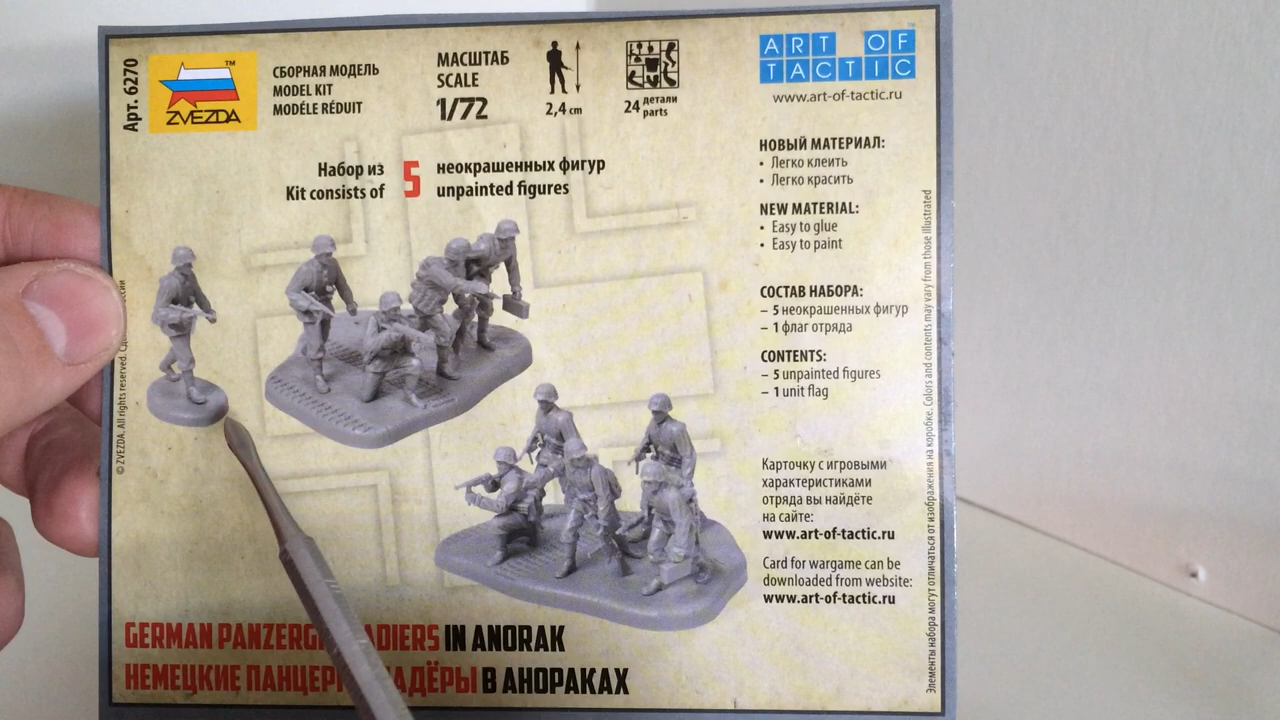 Арт. 6270
ZVEZDA™
СБОРНАЯ МОДЕЛЬ
MODEL KIT
MODÉLE RÉDUIT
МАСШТАБ
SCALE
1/72
2,4 cm
24 детали
parts
ART OF
TACTIC
www.art-of-tactic.ru
Набор из 5 неокрашенных фигур
Kit consists of unpainted figures
НОВЫЙ МАТЕРИАЛ:
• Легко клеить
• Легко красить
NEW MATERIAL:
• Easy to glue
• Easy to paint
СОСТАВ НАБОРА:
– 5 неокрашенных фигур
– 1 флаг отряда
CONTENTS:
– 5 unpainted figures
– 1 unit flag
Карточку с игровыми
характеристиками
отряда вы найдёте
на сайте:
www.art-of-tactic.ru
Card for wargame can be
downloaded from website:
www.art-of-tactic.ru
GERMAN IN ANORAK
НЕМЕЦКИЕ В АНОРАКАХ
© ZVEZDA. All rights reserved.
Элементы набора могут отличаться от изображения на коробке. Colors and contents may vary from those illustrated